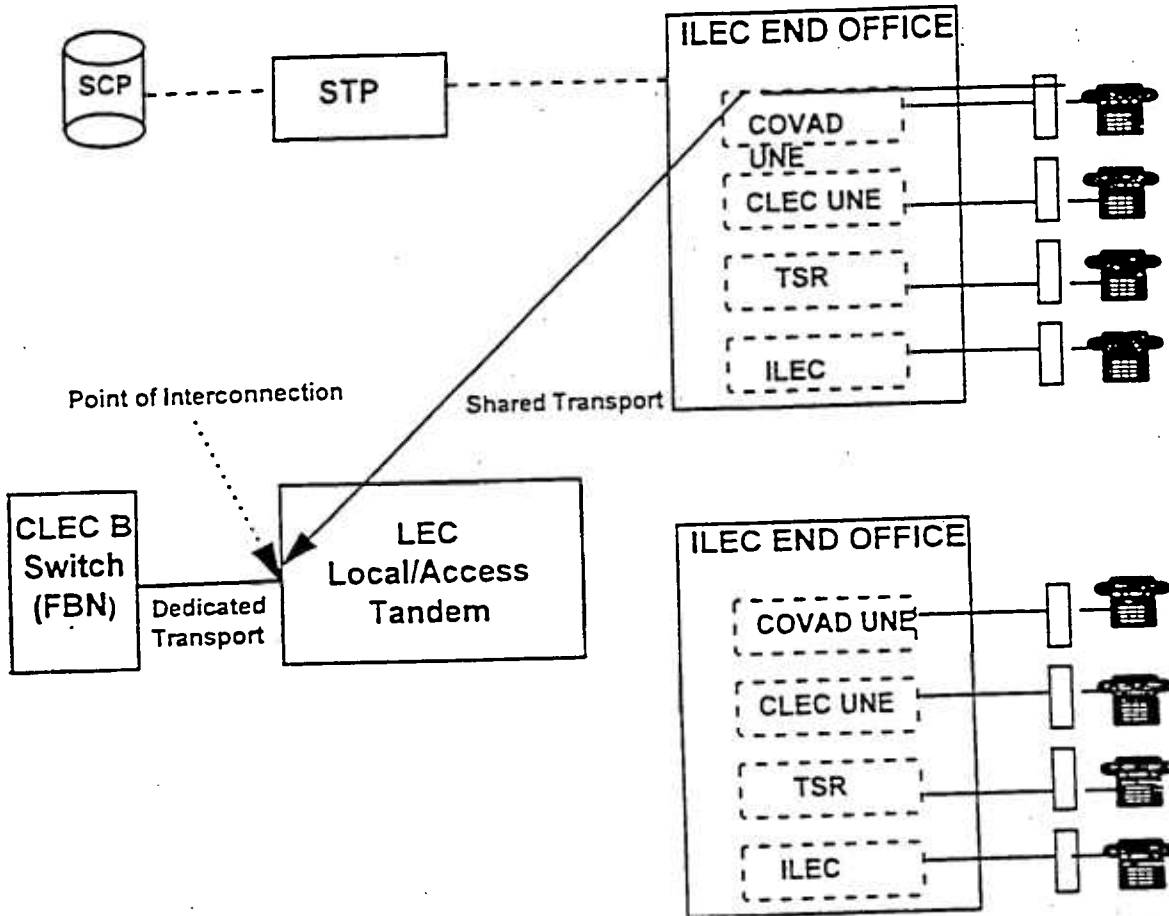 ILEC END OFFICE
SCP
STP
COVAD
UNE
CLEC UNE
TSR
ILEC
Point of Interconnection
Shared Transport
CLEC B
Switch
(FBN)
Dedicated
Transport
LEC
Local/Access
Tandem
ILEC END OFFICE
COVAD UNE
CLEC UNE
TSR
ILEC